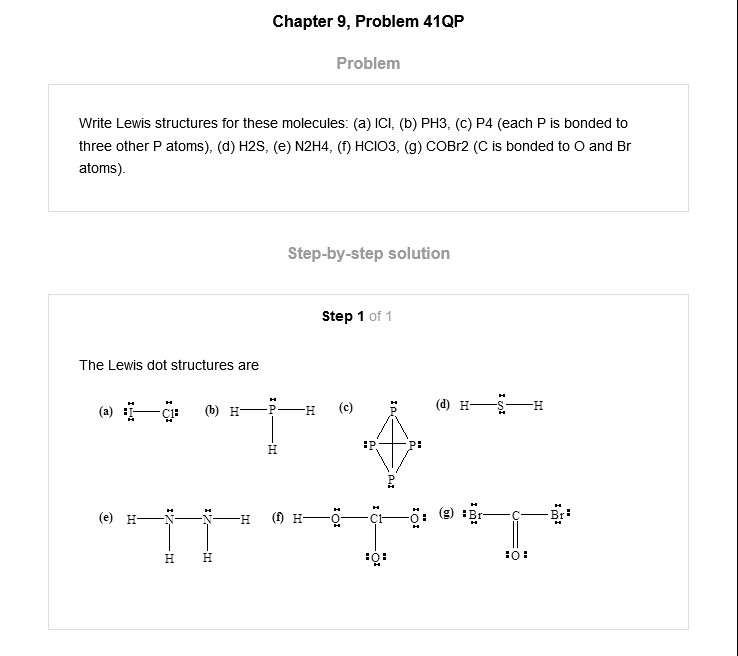 Chapter 9, Problem 41QP
Problem
Write Lewis structures for these molecules: (a) ICl, (b) PH3, (c) P4 (each P is bonded to
three other P atoms), (d) H2S, (e) N2H4, (f) HClO3, (g) COBr2 (C is bonded to O and Br
atoms).
Step-by-step solution
Step 1 of 1
The Lewis dot structures are
(a) I Cl (b) H P H (c) P (d) H S H
H P P
P
(e) H N N H (f) H O Cl O (g) Br C Br
H H O O